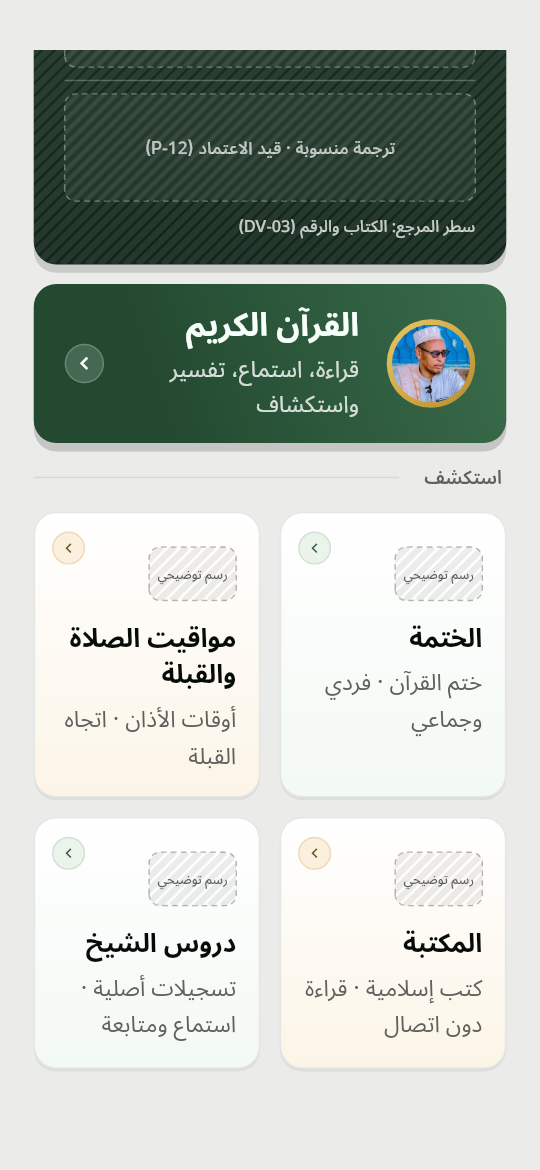 ترجمة منسوبة · قيد الاعتماد (P-12)
سطر المرجع: الكتاب والرقم (DV-03)
القرآن الكريم
قراءة، استماع، تفسير
واستكشاف
استكشف
رسم توضيحي
الختمة
ختم القرآن · فردي
وجماعي
رسم توضيحي
مواقيت الصلاة
والقبلة
أوقات الأذان · اتجاه
القبلة
رسم توضيحي
المكتبة
كتب إسلامية · قراءة
دون اتصال
رسم توضيحي
دروس الشيخ
تسجيلات أصلية ·
استماع ومتابعة